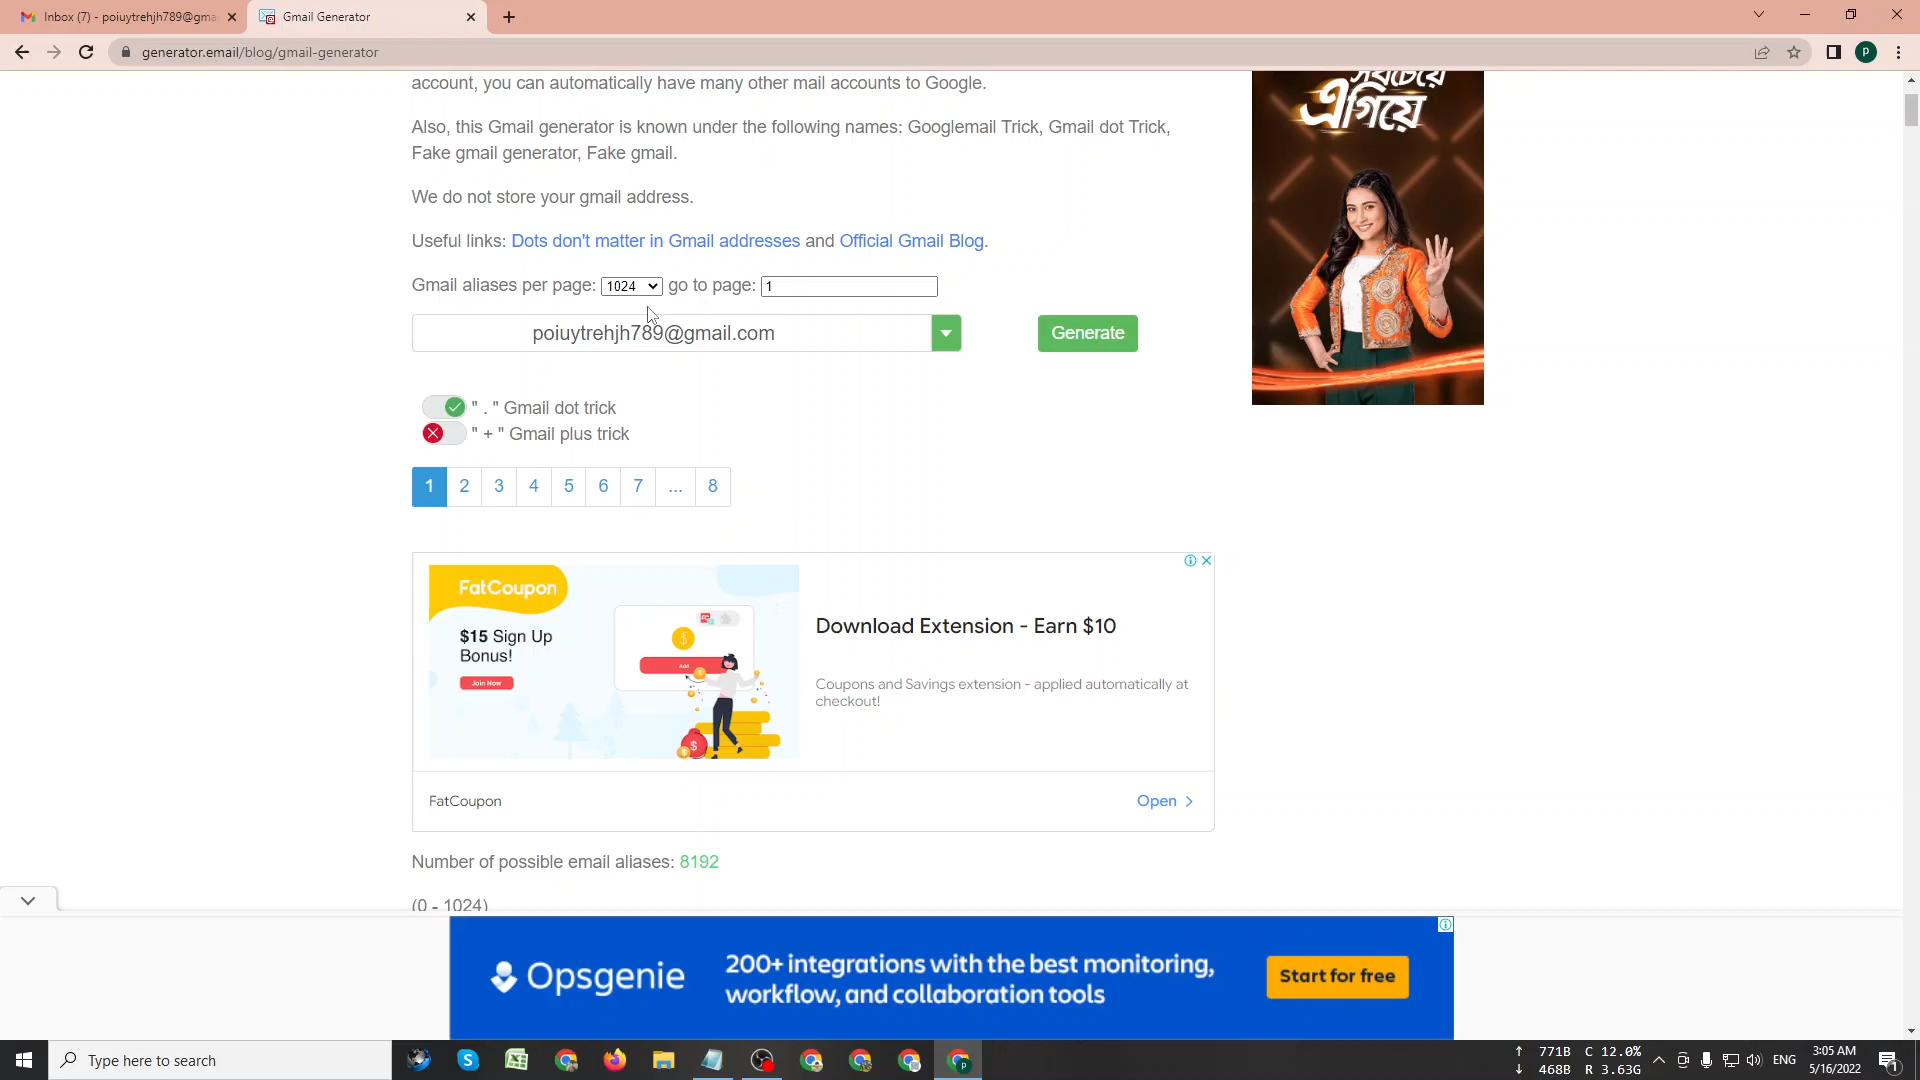 Inbox (7) - poiuytrehjh789@gma
Gmail Generator
generator.email/blog/gmail-generator
P
account, you can automatically have many other mail accounts to Google.
Also, this Gmail generator is known under the following names: Googlemail Trick, Gmail dot Trick,
Fake gmail generator, Fake gmail.
We do not store your gmail address.
Useful links: Dots don't matter in Gmail addresses and Official Gmail Blog.
Gmail aliases per page: 1024 go to page: 1
poiuytrehjh789@gmail.com
Generate
" . " Gmail dot trick
" + " Gmail plus trick
1 2 3 4 5 6 7 ... 8
সবচেয়ে
এগিয়ে
FatCoupon
$15 Sign Up
Bonus!
Join Now
Add
Download Extension - Earn $10
Coupons and Savings extension - applied automatically at
checkout!
FatCoupon
Open
Number of possible email aliases: 8192
(0 - 1024)
Opsgenie
200+ integrations with the best monitoring,
workflow, and collaboration tools
Start for free
Type here to search
771B C 12.0%
468B R 3.63G
ENG
3:05 AM
5/16/2022
1